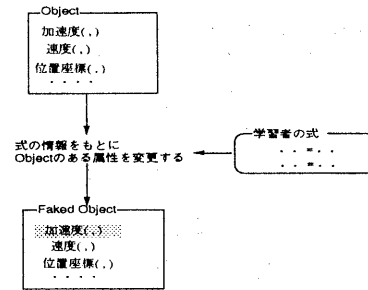 Object
加速度(,)
速度(,)
位置座標(,)
. . . .
式の情報をもとに
Objectのある属性を変更する
学習者の式
. . = . .
. . = . .
Faked Object
加速度(,)
速度(,)
位置座標(,)
. . . .